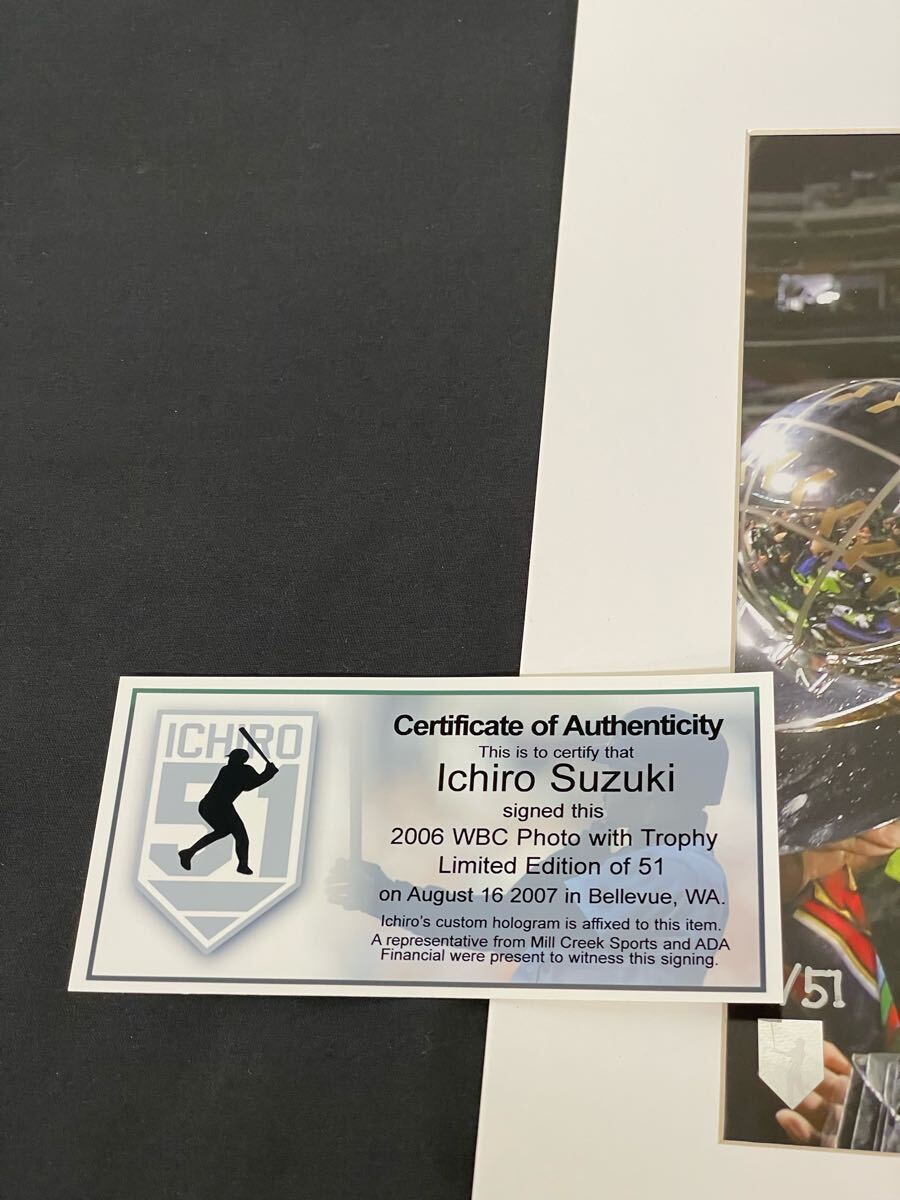 ICHIRO
51
Certificate of Authenticity
This is to certify that
Ichiro Suzuki
signed this
2006 WBC Photo with Trophy
Limited Edition of 51
on August 16 2007 in Bellevue, WA.
Ichiro's custom hologram is affixed to this item.
A representative from Mill Creek Sports and ADA
Financial were present to witness this signing.
/51